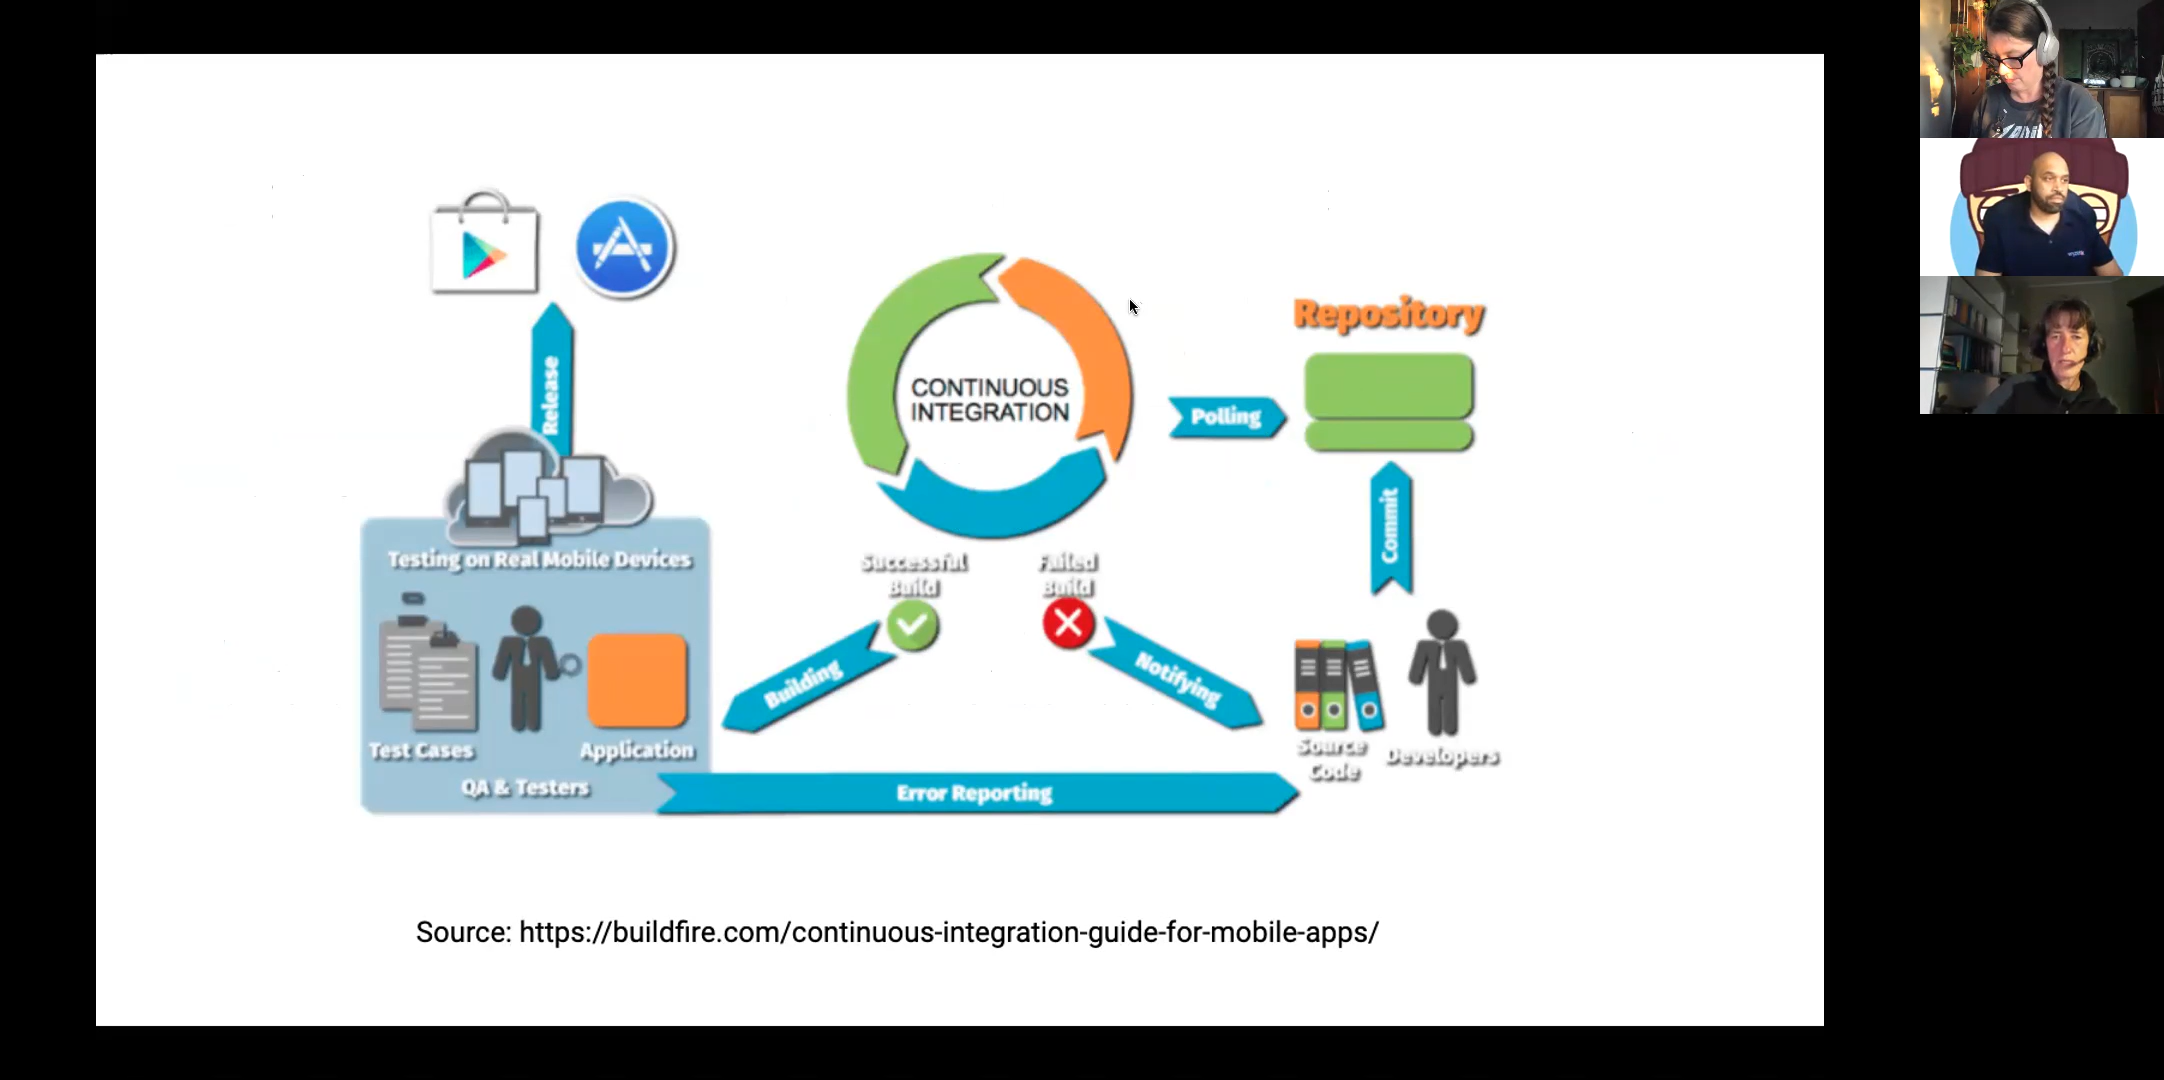 Release
CONTINUOUS
INTEGRATION
Repository
Polling
Commit
Testing on Real Mobile Devices
Successful
Build
Failed
Build
Building
Notifying
Test Cases
Application
QA & Testers
Source
Code
Developers
Error Reporting
Source: https://buildfire.com/continuous-integration-guide-for-mobile-apps/